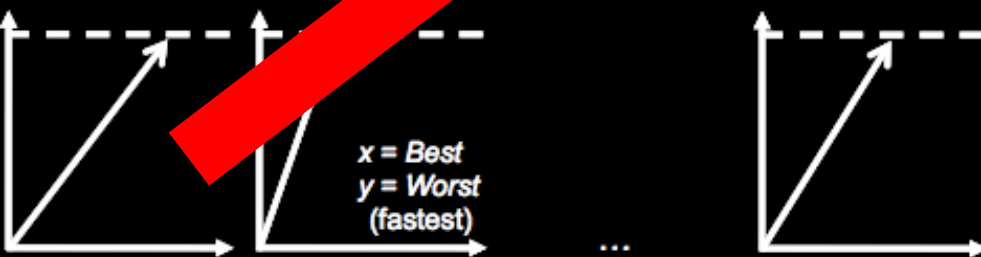 x = Best
y = Worst
(fastest)
...